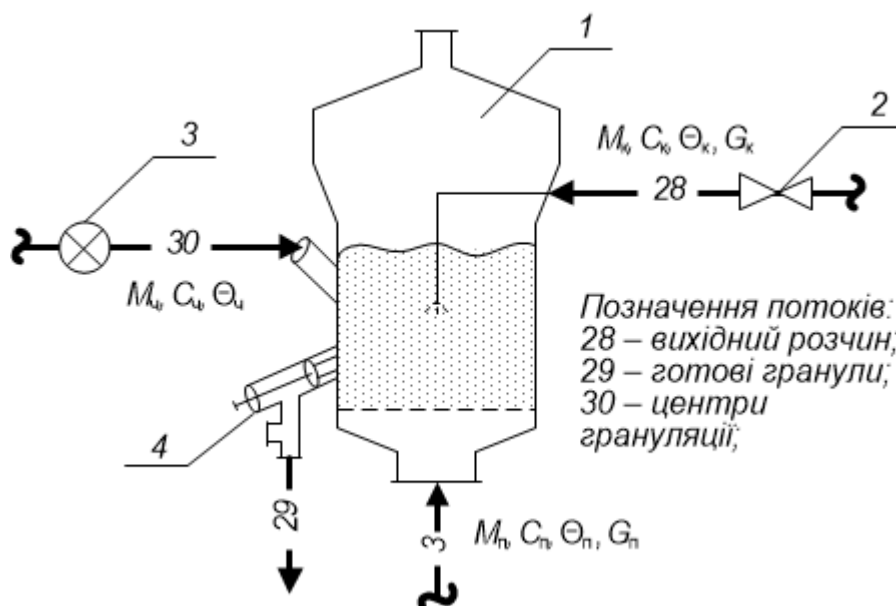 1
2
3
Mк, Cк, Θк, Gк
28
30
Mч, Cч, Θч
Позначення потоків:
28 – вихідний розчин;
29 – готові гранули;
30 – центри
грануляції;
4
29
3
Mп, Cп, Θп, Gп